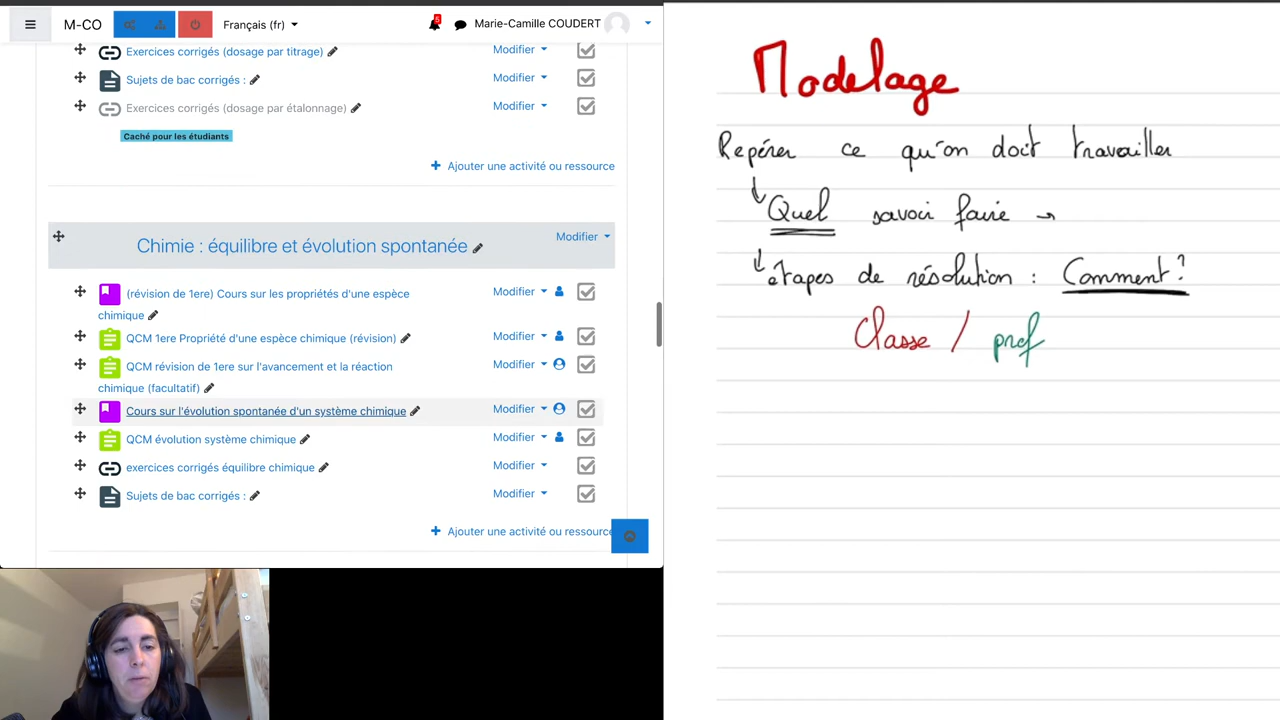 M-CO
Français (fr)
5
Marie-Camille COUDERT
Exercices corrigés (dosage par titrage)
Modifier
Sujets de bac corrigés :
Modifier
Exercices corrigés (dosage par étalonnage)
Modifier
Caché pour les étudiants
Ajouter une activité ou ressource
Chimie : équilibre et évolution spontanée
Modifier
(révision de 1ere) Cours sur les propriétés d'une espèce
chimique
Modifier
QCM 1ere Propriété d'une espèce chimique (révision)
Modifier
QCM révision de 1ere sur l'avancement et la réaction
chimique (facultatif)
Modifier
Cours sur l'évolution spontanée d'un système chimique
Modifier
QCM évolution système chimique
Modifier
exercices corrigés équilibre chimique
Modifier
Sujets de bac corrigés :
Modifier
Ajouter une activité ou ressource
Modelage
Repérer ce qu'on doit travailler
↳ Quel savoir faire →
↳ étapes de résolution : Comment ?
Classe / prof